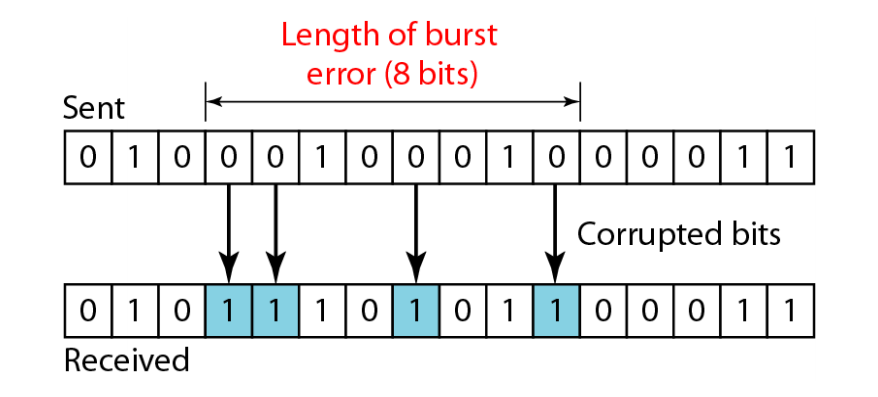 Length of burst
error (8 bits)
Sent
0 1 0 0 0 1 0 0 0 1 0 0 0 0 1 1
Corrupted bits
0 1 0 1 1 1 0 1 0 1 1 0 0 0 1 1
Received